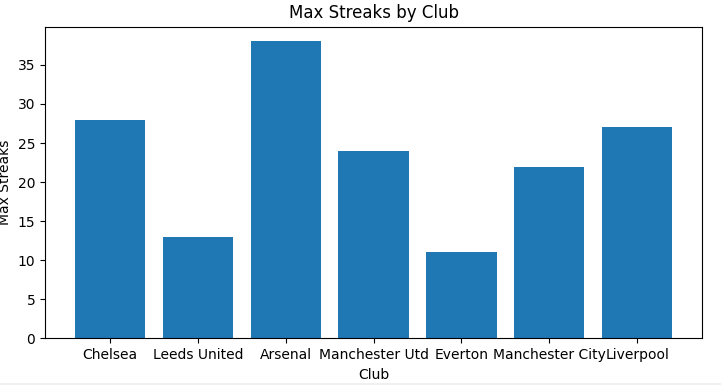 Max Streaks by Club
Max Streaks
35
30
25
20
15
10
5
0
Chelsea Leeds United Arsenal Manchester Utd Everton Manchester City Liverpool
Club